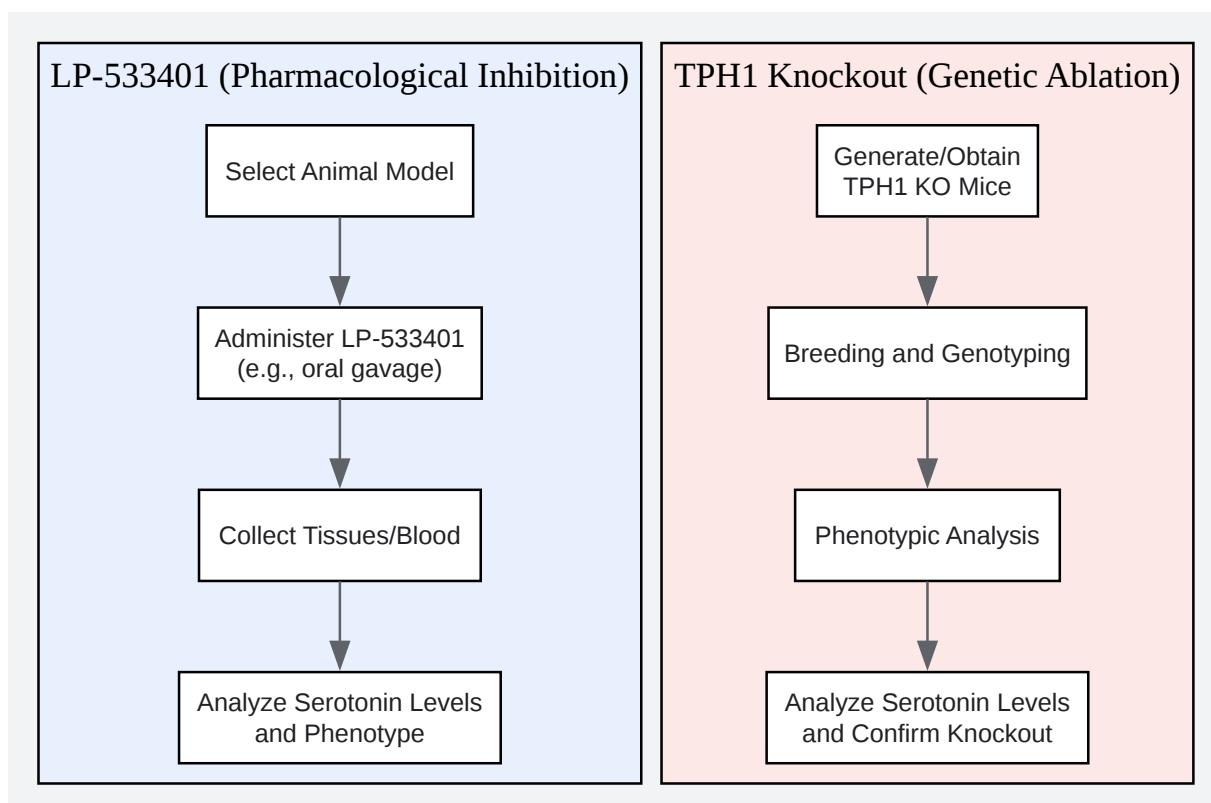 LP-533401 (Pharmacological Inhibition)
Select Animal Model
Administer LP-533401
(e.g., oral gavage)
Collect Tissues/Blood
Analyze Serotonin Levels
and Phenotype
TPH1 Knockout (Genetic Ablation)
Generate/Obtain
TPH1 KO Mice
Breeding and Genotyping
Phenotypic Analysis
Analyze Serotonin Levels
and Confirm Knockout